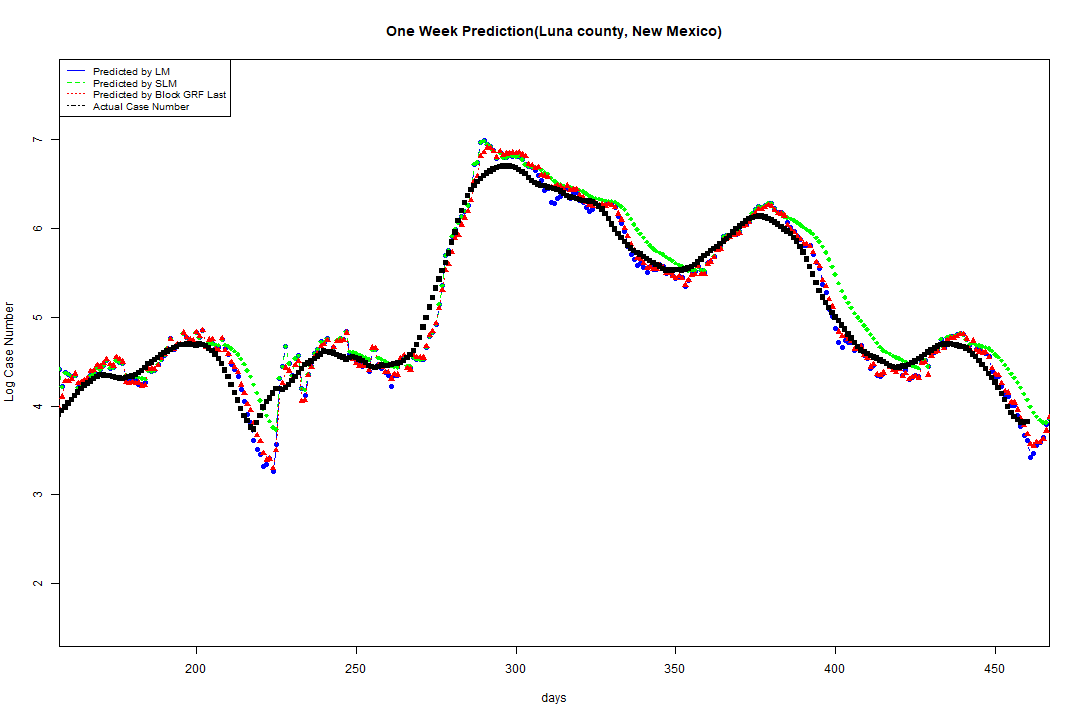 One Week Prediction(Luna county, New Mexico)
Predicted by LM
Predicted by SLM
Predicted by Block GRF Last
Actual Case Number
7
6
5
4
3
2
Log Case Number
200 250 300 350 400 450
days